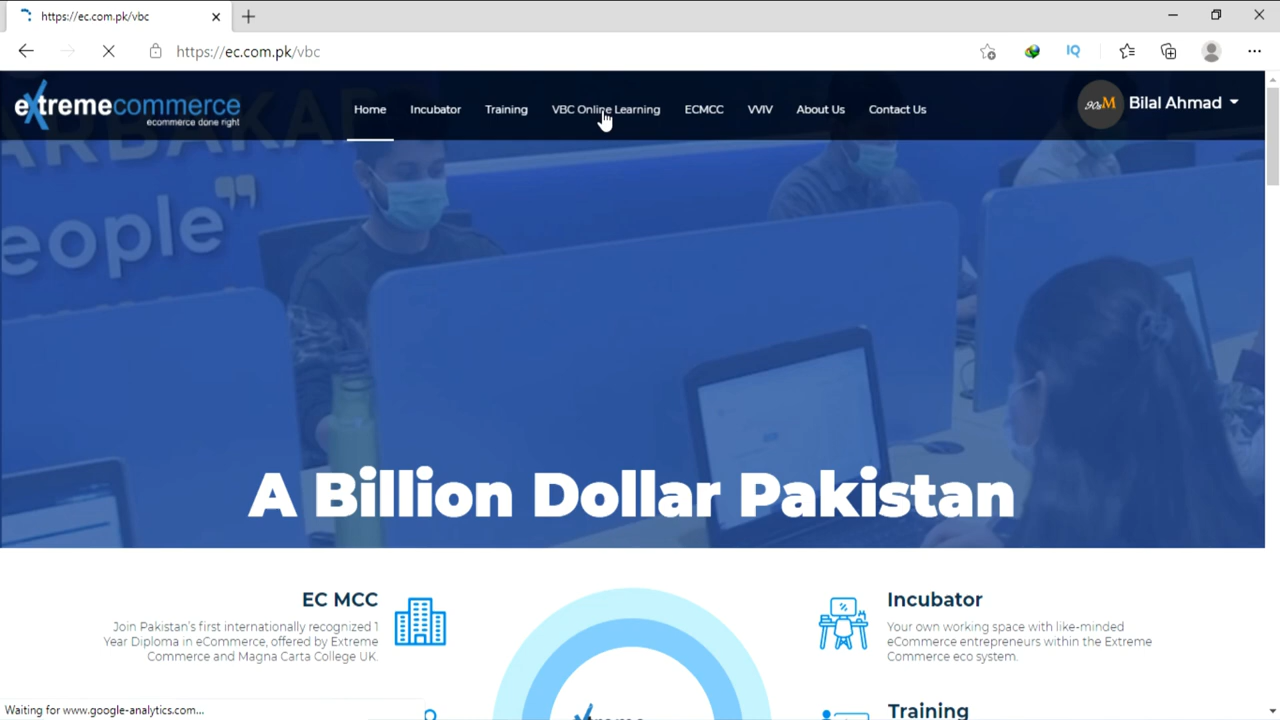 https://ec.com.pk/vbc
https://ec.com.pk/vbc
IQ
extremecommerce
ecommerce done right
Home
Incubator
Training
VBC Online Learning
ECMCC
VVIV
About Us
Contact Us
90sM
Bilal Ahmad
ARBAKA
eople”
A Billion Dollar Pakistan
EC MCC
Join Pakistan's first internationally recognized 1
Year Diploma in eCommerce, offered by Extreme
Commerce and Magna Carta College UK.
Incubator
Your own working space with like-minded
eCommerce entrepreneurs within the Extreme
Commerce eco system.
Training
Waiting for www.google-analytics.com...